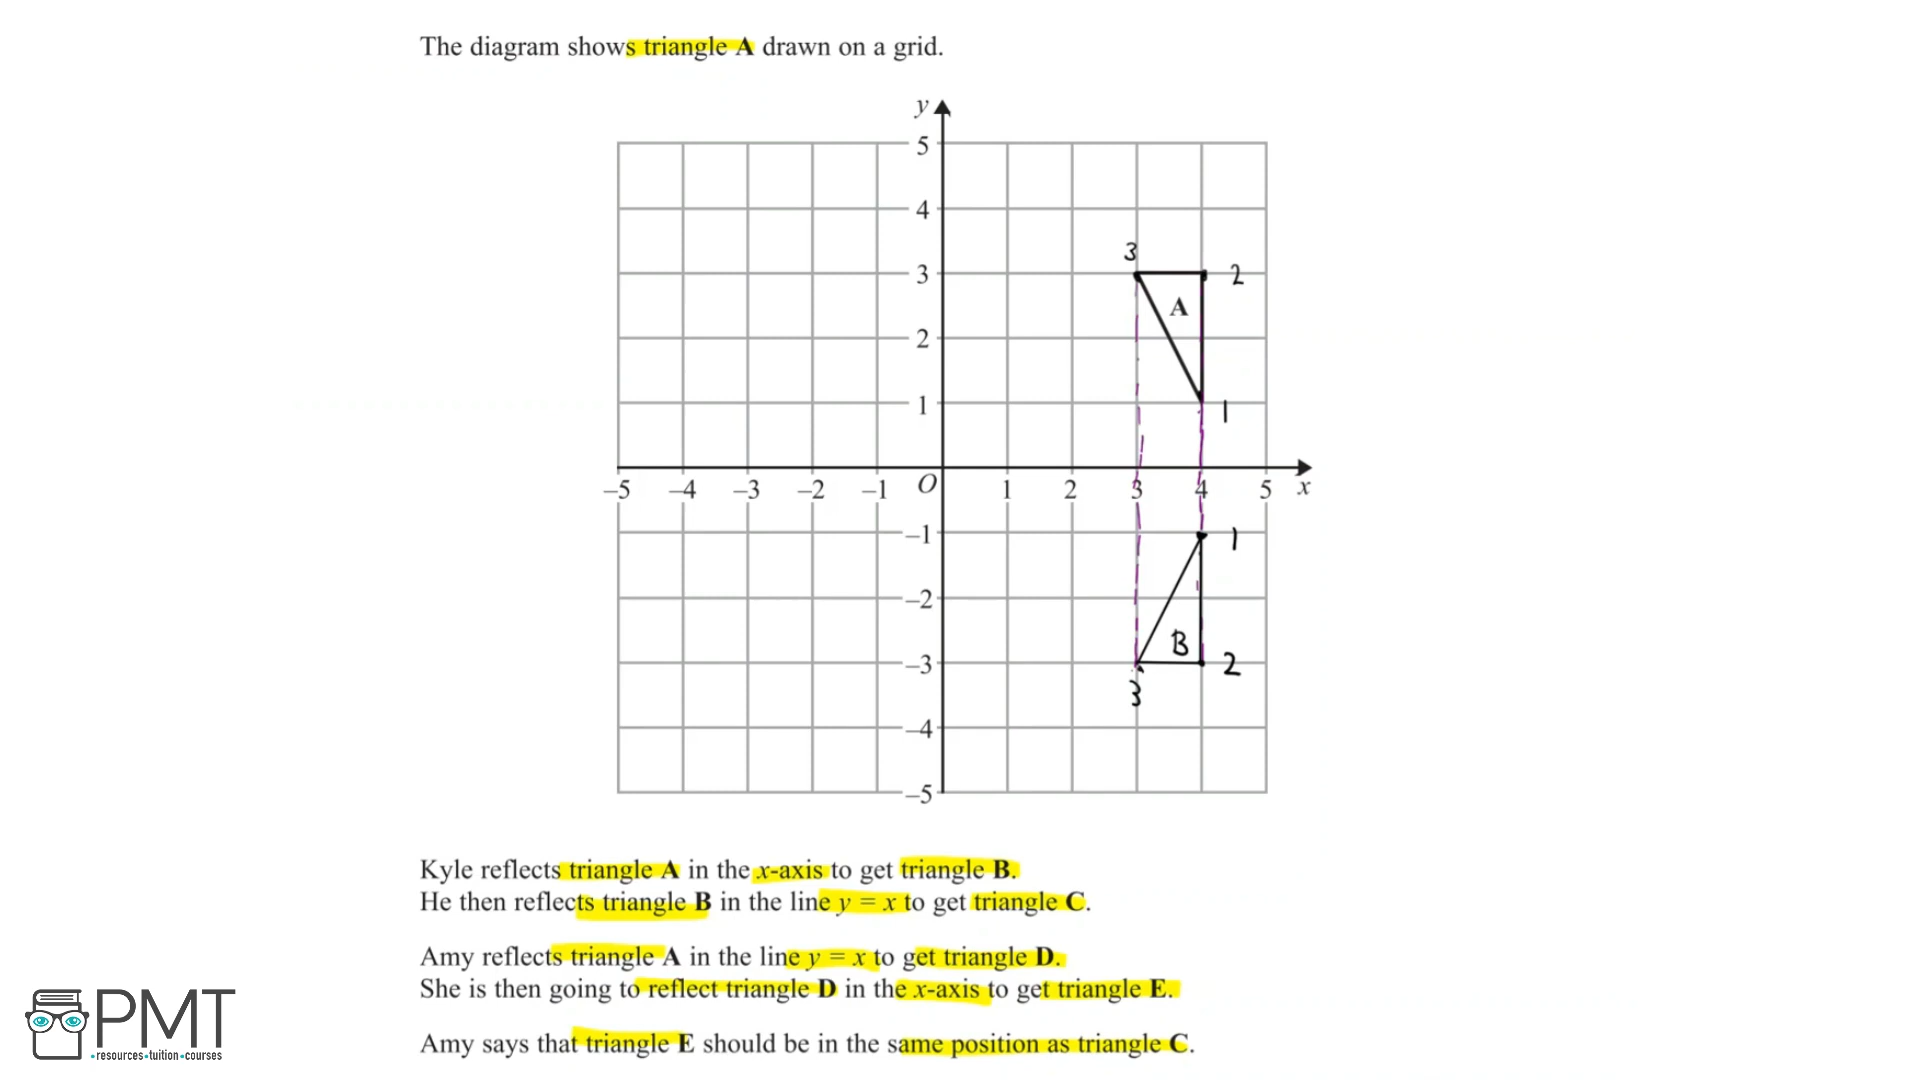 The diagram shows triangle A drawn on a grid.
y
5
4
3
3 2
A
2
1 1
-5 -4 -3 -2 -1 O 1 2 3 4 5 x
-1 1
-2
B
-3 2
3
-4
-5
Kyle reflects triangle A in the x-axis to get triangle B.
He then reflects triangle B in the line y = x to get triangle C.
Amy reflects triangle A in the line y = x to get triangle D.
She is then going to reflect triangle D in the x-axis to get triangle E.
Amy says that triangle E should be in the same position as triangle C.
PMT
•resources•tuition•courses